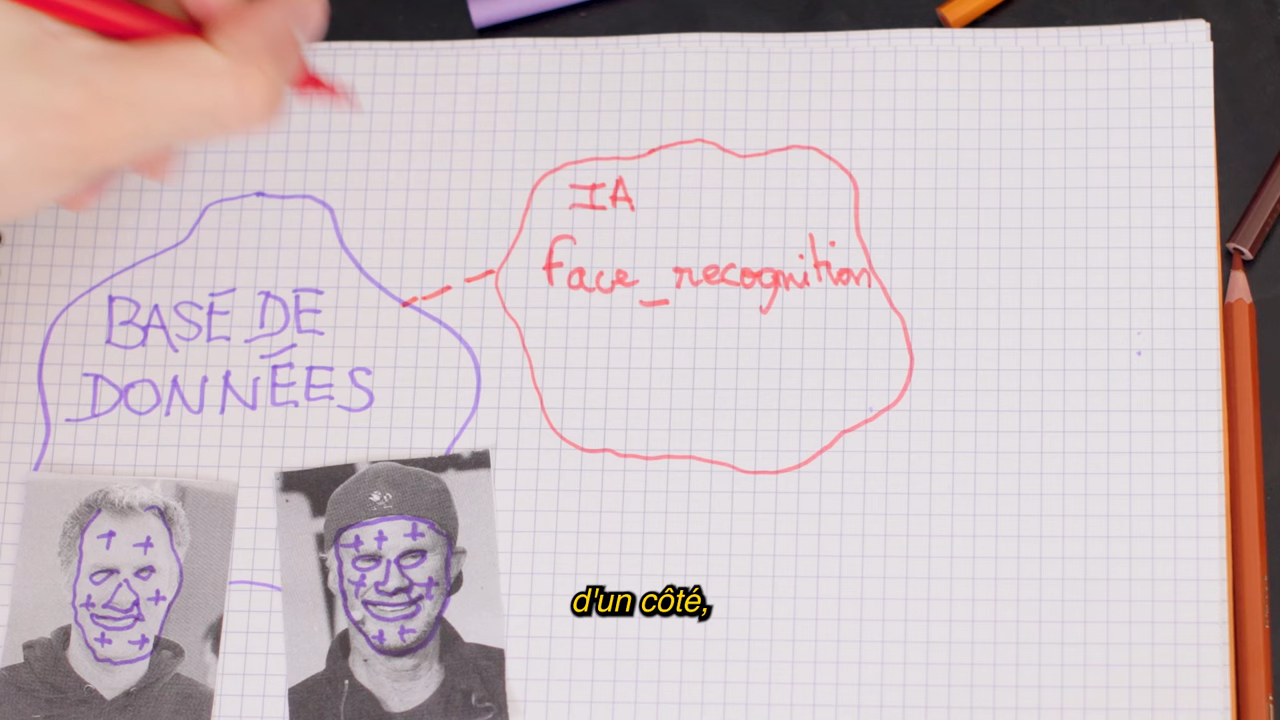 IA
face_recognition
BASE DE
DONNÉES
d'un côté,